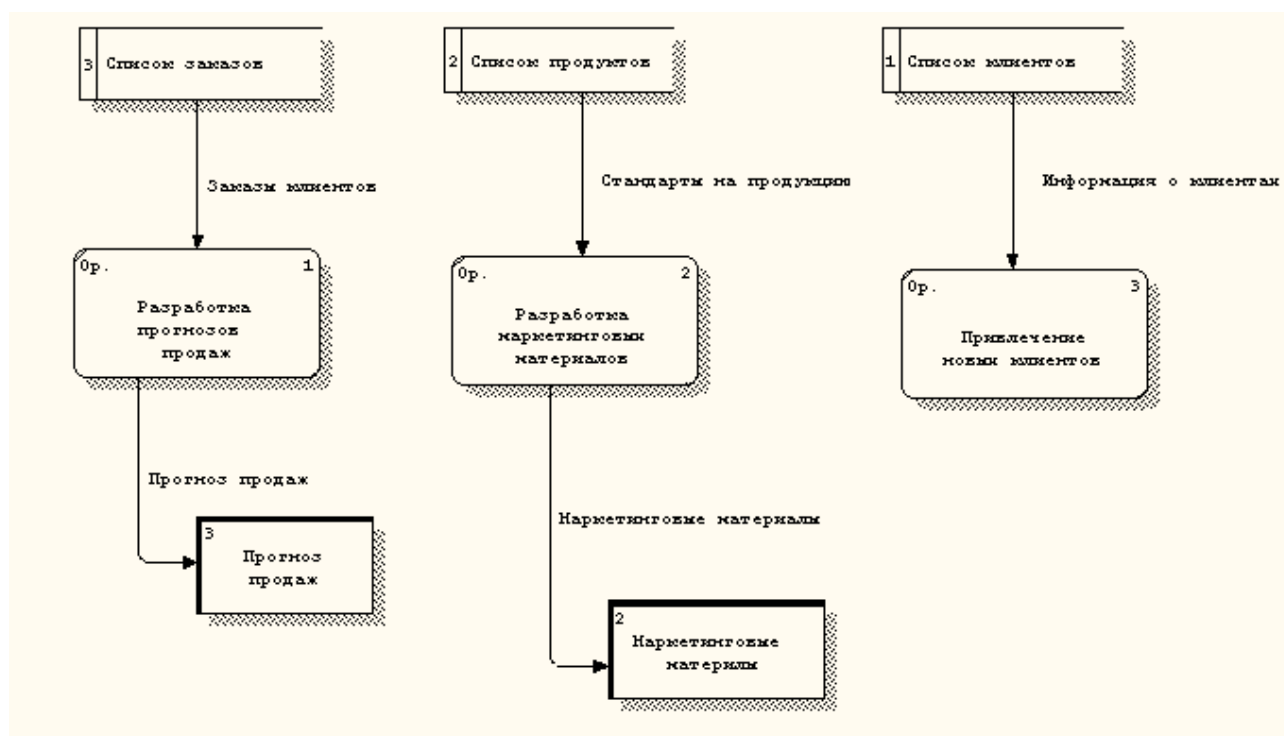 3 Список заказов
2 Список продуктов
1 Список клиентов
Заказы клиентов
Стандарты на продукцию
Информация о клиентах
0р. 1
Разработка
прогнозов
продаж
0р. 2
Разработка
маркетинговых
материалов
0р. 3
Привлечение
новых клиентов
Прогноз продаж
Маркетинговые материалы
3
Прогноз
продаж
2
Маркетинговые
материлы